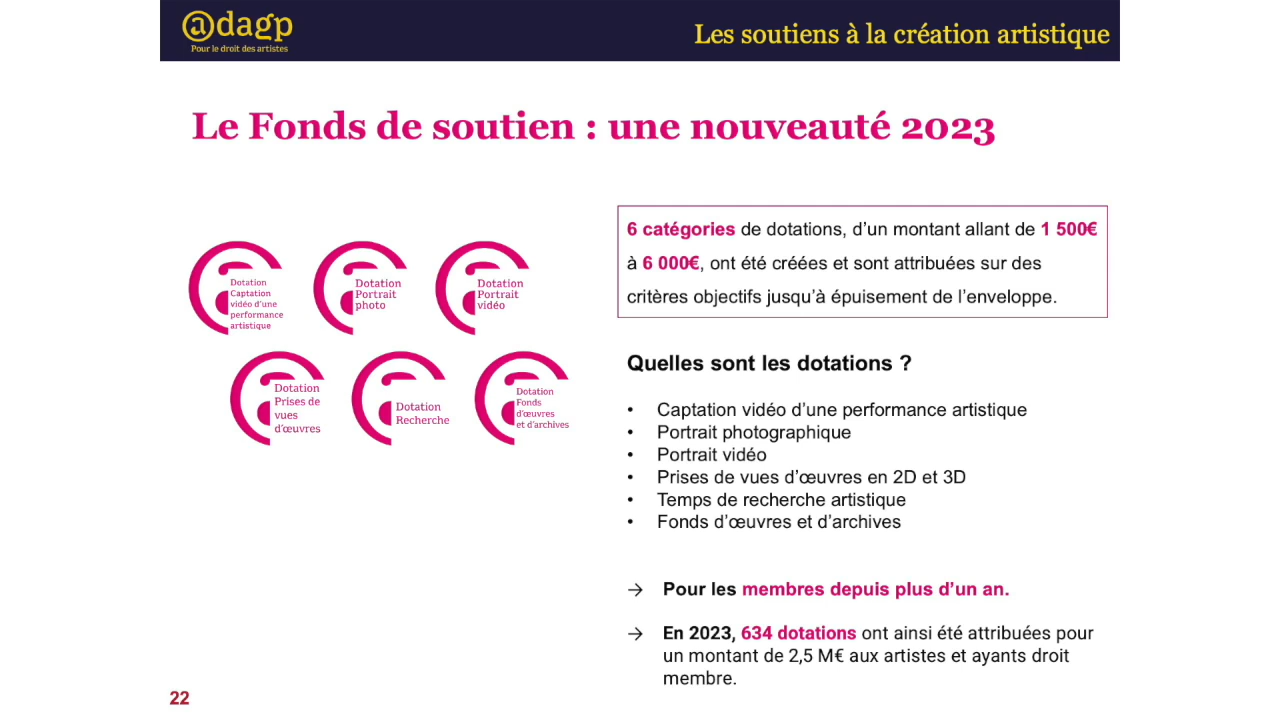 @dagp
Pour le droit des artistes
Les soutiens à la création artistique
Le Fonds de soutien : une nouveauté 2023
Dotation
Captation
vidéo d'une
performance
artistique
Dotation
Portrait
photo
Dotation
Portrait
vidéo
Dotation
Prises de
vues
d'œuvres
Dotation
Recherche
Dotation
Fonds
d'œuvres
et d'archives
6 catégories de dotations, d'un montant allant de 1 500€
à 6 000€, ont été créées et sont attribuées sur des
critères objectifs jusqu'à épuisement de l'enveloppe.
Quelles sont les dotations ?
• Captation vidéo d'une performance artistique
• Portrait photographique
• Portrait vidéo
• Prises de vues d'œuvres en 2D et 3D
• Temps de recherche artistique
• Fonds d'œuvres et d'archives
→ Pour les membres depuis plus d'un an.
→ En 2023, 634 dotations ont ainsi été attribuées pour
un montant de 2,5 M€ aux artistes et ayants droit
membre.
22